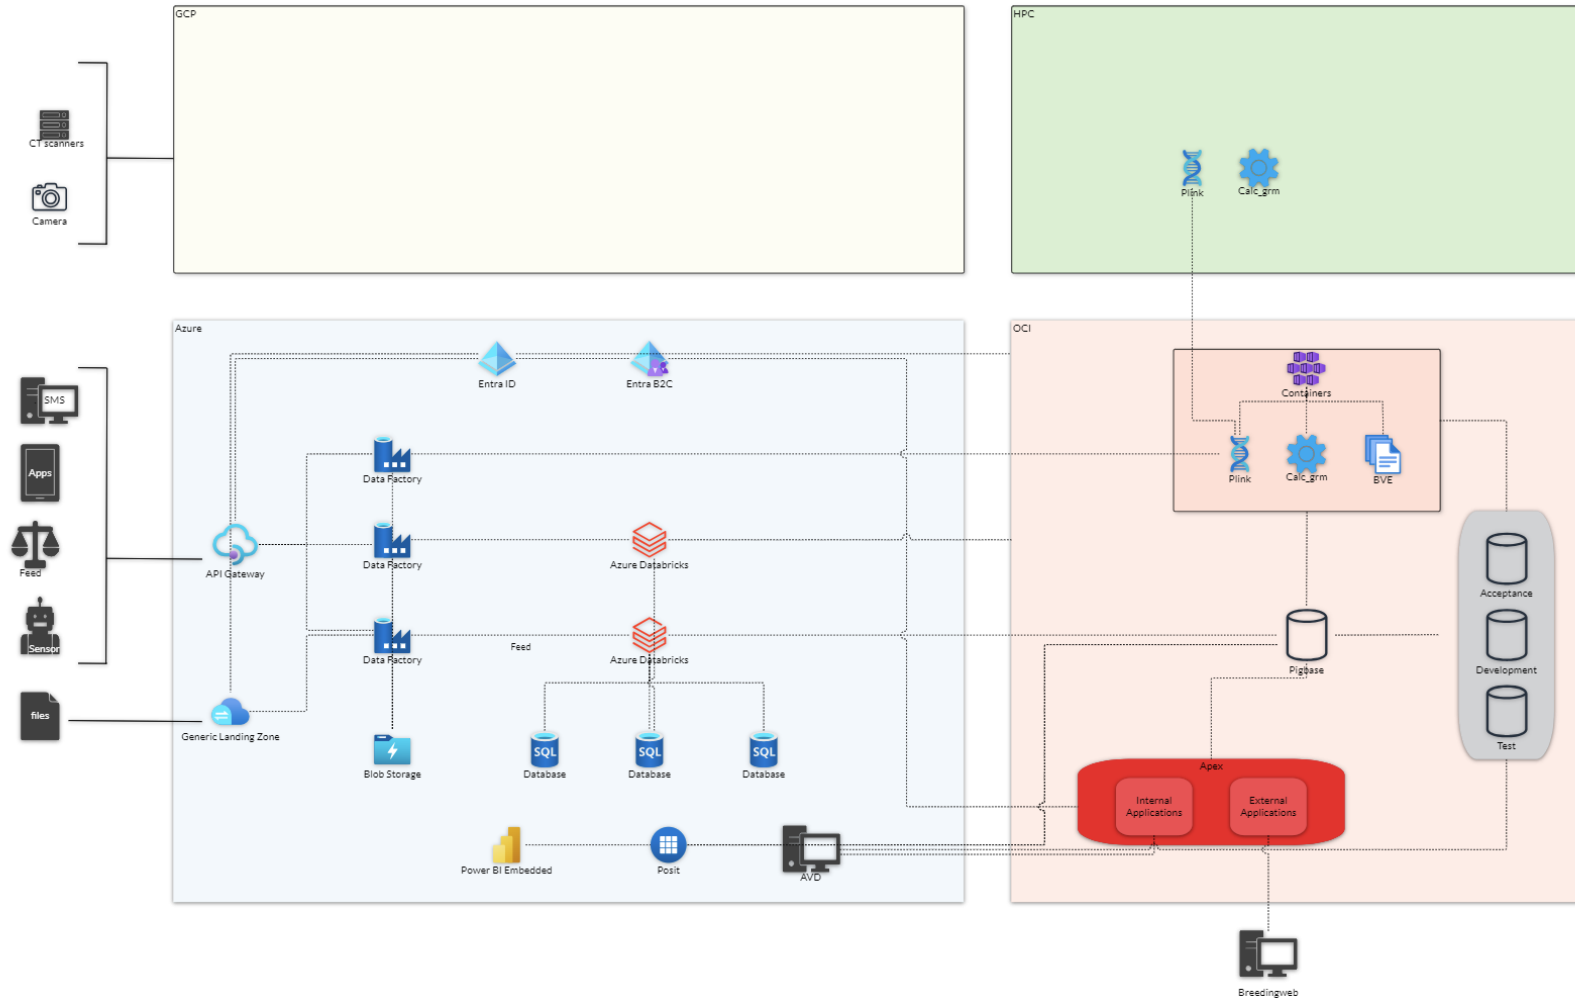 GCP
HPC
CT scanners
Camera
Plink
Calc_grm
Azure
OCI
Entra ID
Entra B2C
Containers
SMS
Apps
Data Factory
Plink
Calc_grm
BVE
Feed
API Gateway
Data Factory
Azure Databricks
Acceptance
Sensor
Data Factory
Feed
Azure Databricks
Pigbase
Development
files
Generic Landing Zone
Blob Storage
SQL
Database
SQL
Database
SQL
Database
Test
Apex
Internal
Applications
External
Applications
Power BI Embedded
Posit
AVD
Breedingweb